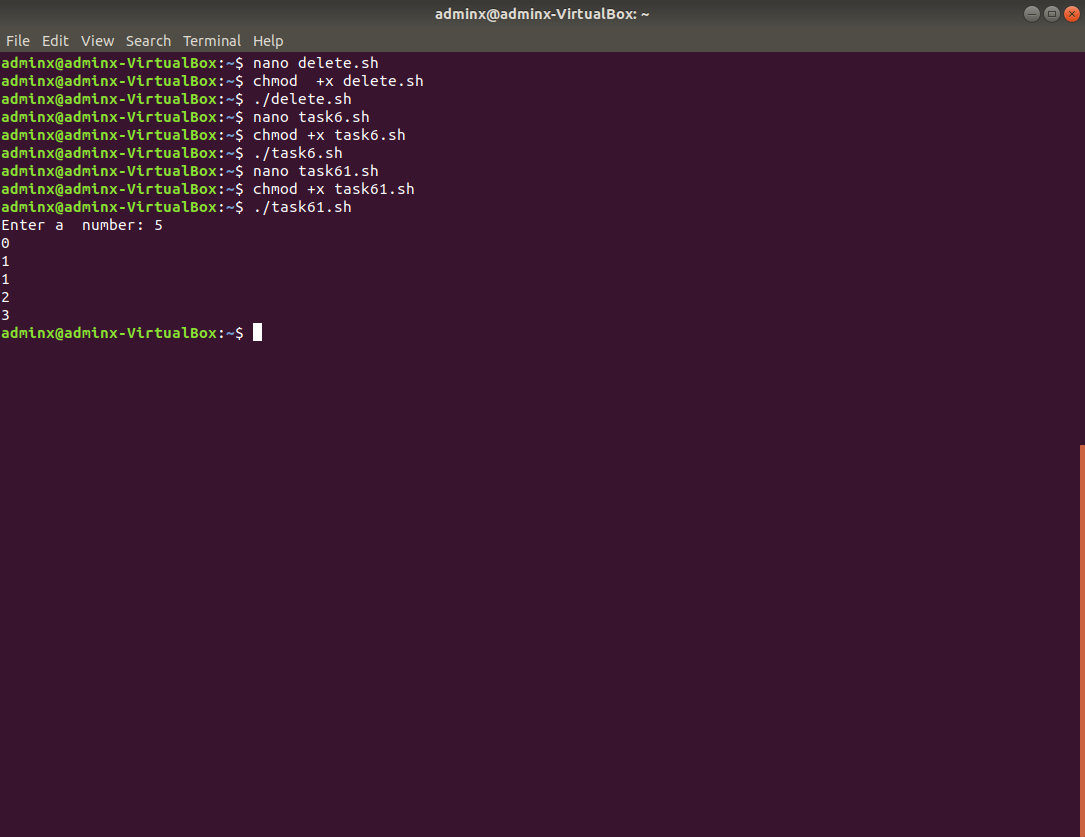 adminx@adminx-VirtualBox: ~
File Edit View Search Terminal Help
adminx@adminx-VirtualBox:~$ nano delete.sh
adminx@adminx-VirtualBox:~$ chmod  +x delete.sh
adminx@adminx-VirtualBox:~$ ./delete.sh
adminx@adminx-VirtualBox:~$ nano task6.sh
adminx@adminx-VirtualBox:~$ chmod +x task6.sh
adminx@adminx-VirtualBox:~$ ./task6.sh
adminx@adminx-VirtualBox:~$ nano task61.sh
adminx@adminx-VirtualBox:~$ chmod +x task61.sh
adminx@adminx-VirtualBox:~$ ./task61.sh
Enter a  number: 5
0
1
1
2
3
adminx@adminx-VirtualBox:~$